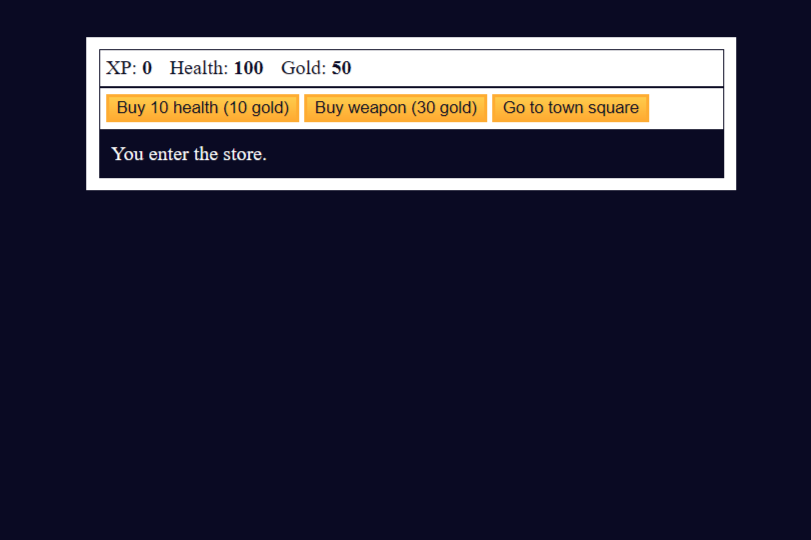 XP: 0 Health: 100 Gold: 50
Buy 10 health (10 gold) Buy weapon (30 gold) Go to town square
You enter the store.